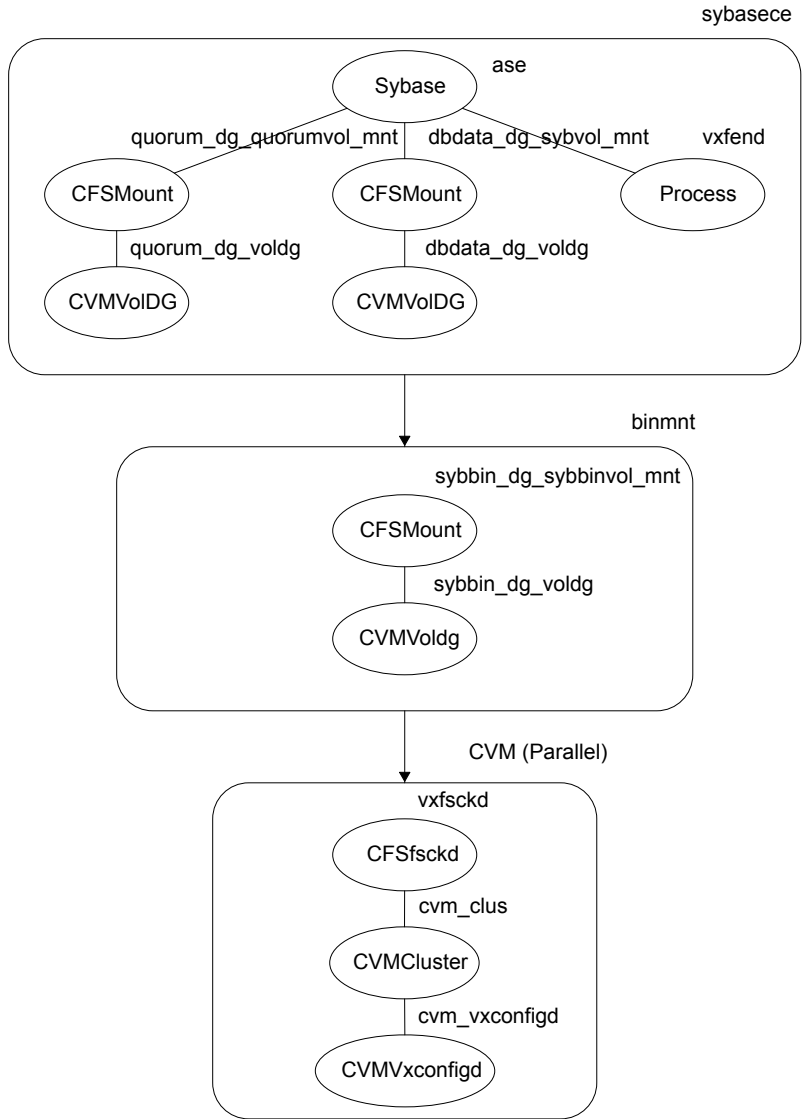 sybasece
ase
Sybase
quorum_dg_quorumvol_mnt
dbdata_dg_sybvol_mnt
vxfend
CFSMount
CFSMount
Process
quorum_dg_voldg
dbdata_dg_voldg
CVMVolDG
CVMVolDG
binmnt
sybbin_dg_sybbinvol_mnt
CFSMount
sybbin_dg_voldg
CVMVoldg
CVM (Parallel)
vxfsckd
CFSfsckd
cvm_clus
CVMCluster
cvm_vxconfigd
CVMVxconfigd